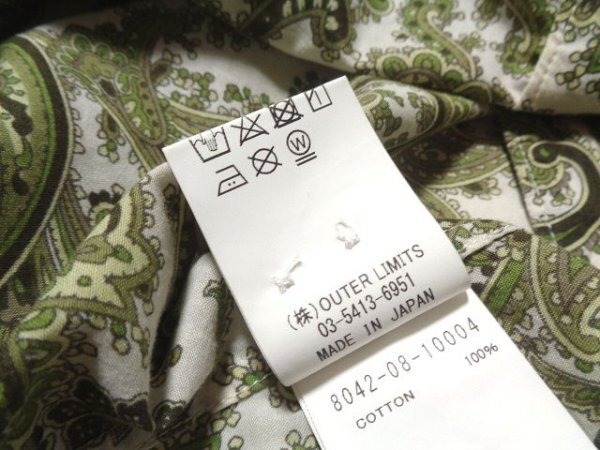 W
(株)OUTER LIMITS
03-5413-6951
MADE IN JAPAN
8042-08-10004
COTTON 100%